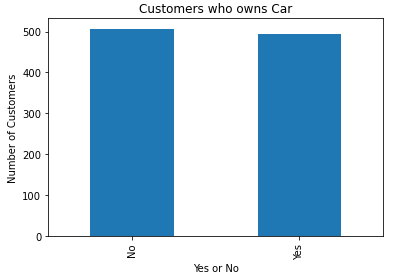 Customers who owns Car
500
400
300
200
100
0
Number of Customers
No
Yes
Yes or No